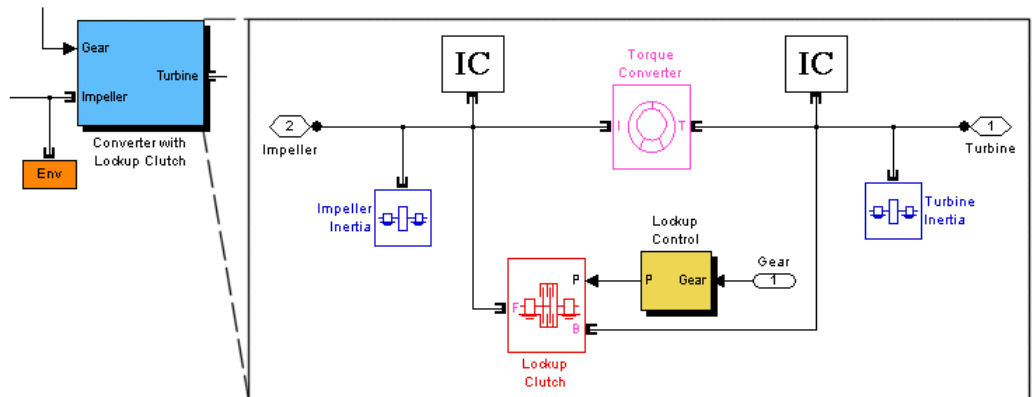 Gear
Turbine
Impeller
Converter with
Lockup Clutch
Env
IC
Torque
Converter
IC
2
Impeller
I
T
1
Turbine
Impeller
Inertia
Turbine
Inertia
Lockup
Control
P
P
Gear
Gear
1
F
B
Lockup
Clutch